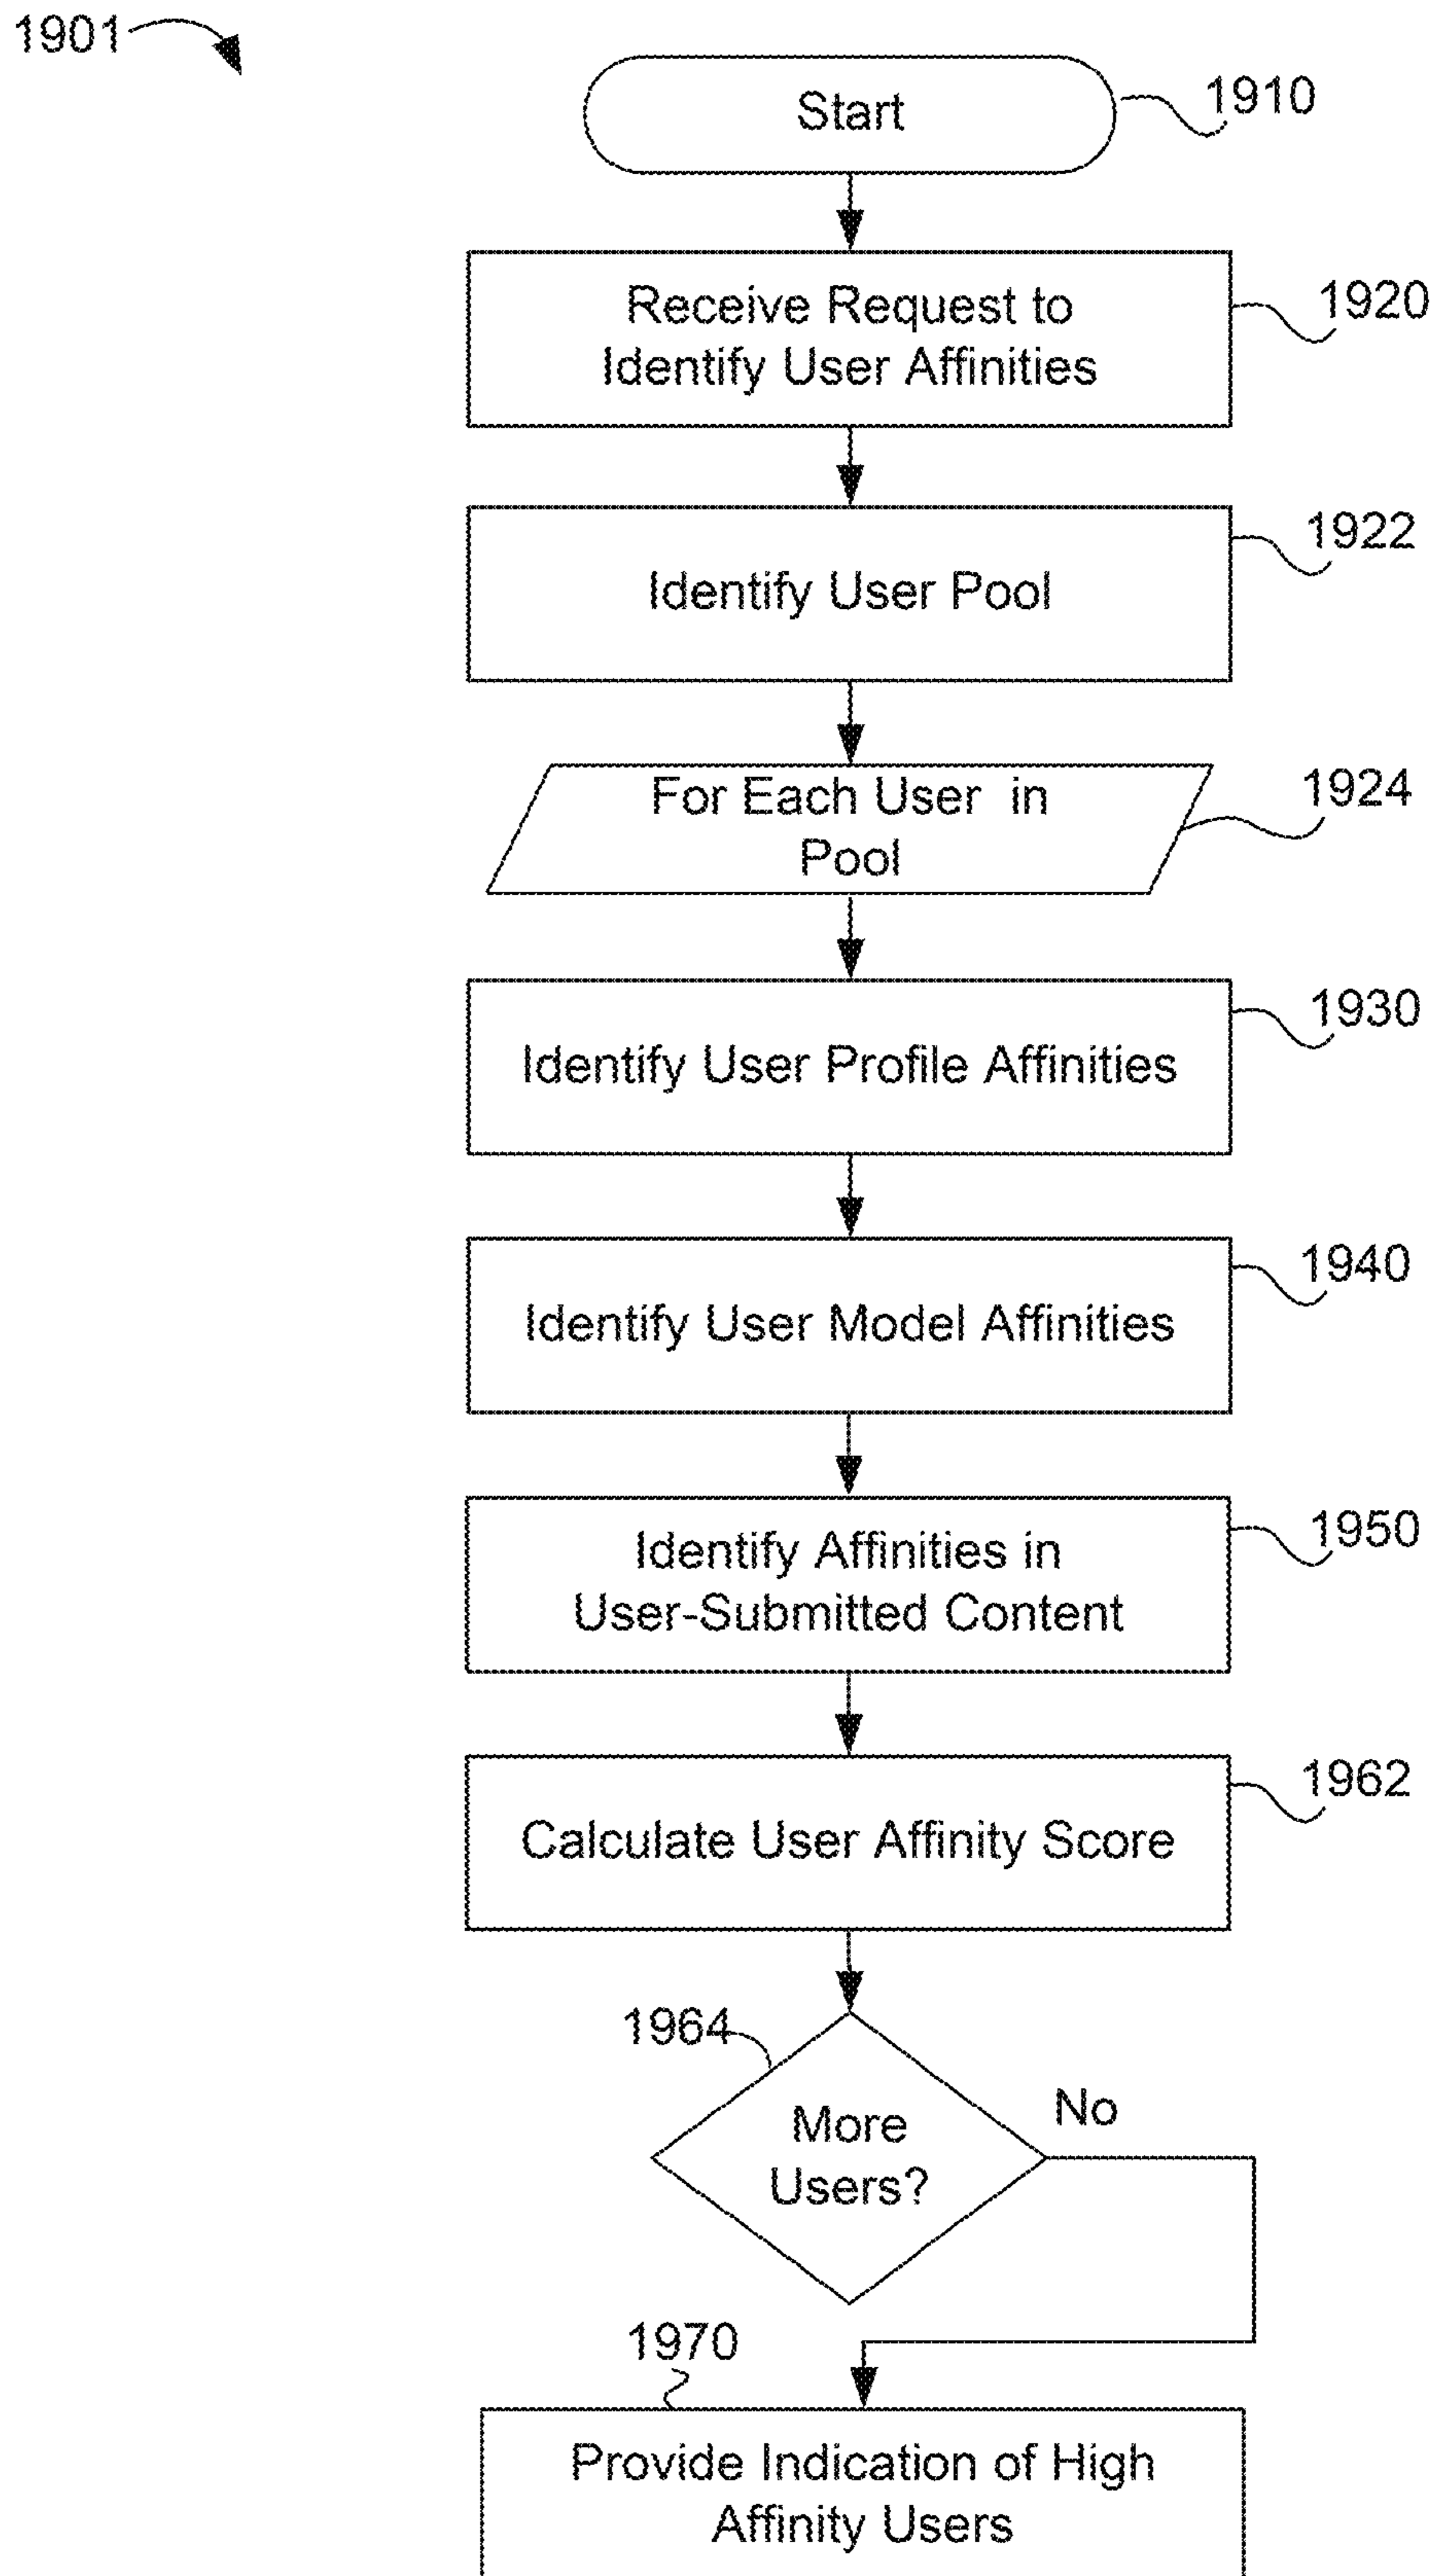 1901
Start
1910
Receive Request to
Identify User Affinities
1920
Identify User Pool
1922
For Each User in
Pool
1924
Identify User Profile Affinities
1930
Identify User Model Affinities
1940
Identify Affinities in
User-Submitted Content
1950
Calculate User Affinity Score
1962
1964
More
Users?
No
1970
Provide Indication of High
Affinity Users